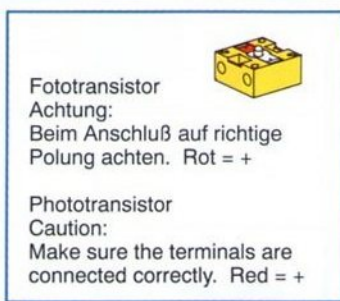 Fototransistor
Achtung:
Beim Anschluß auf richtige
Polung achten. Rot = +
Phototransistor
Caution:
Make sure the terminals are
connected correctly. Red = +